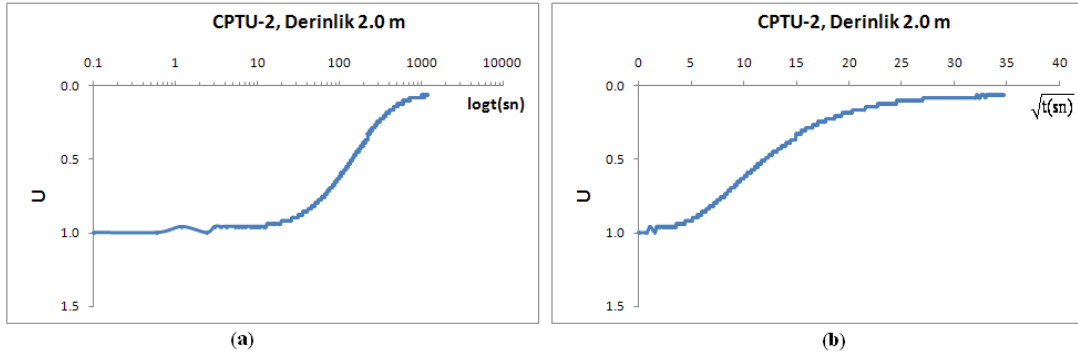 CPTU-2, Derinlik 2.0 m
0.1 1 10 100 1000 10000
0.0
logt(sn)
0.5
U
1.0
1.5
(a)
CPTU-2, Derinlik 2.0 m
0 5 10 15 20 25 30 35 40
0.0
√t(sn)
0.5
U
1.0
1.5
(b)